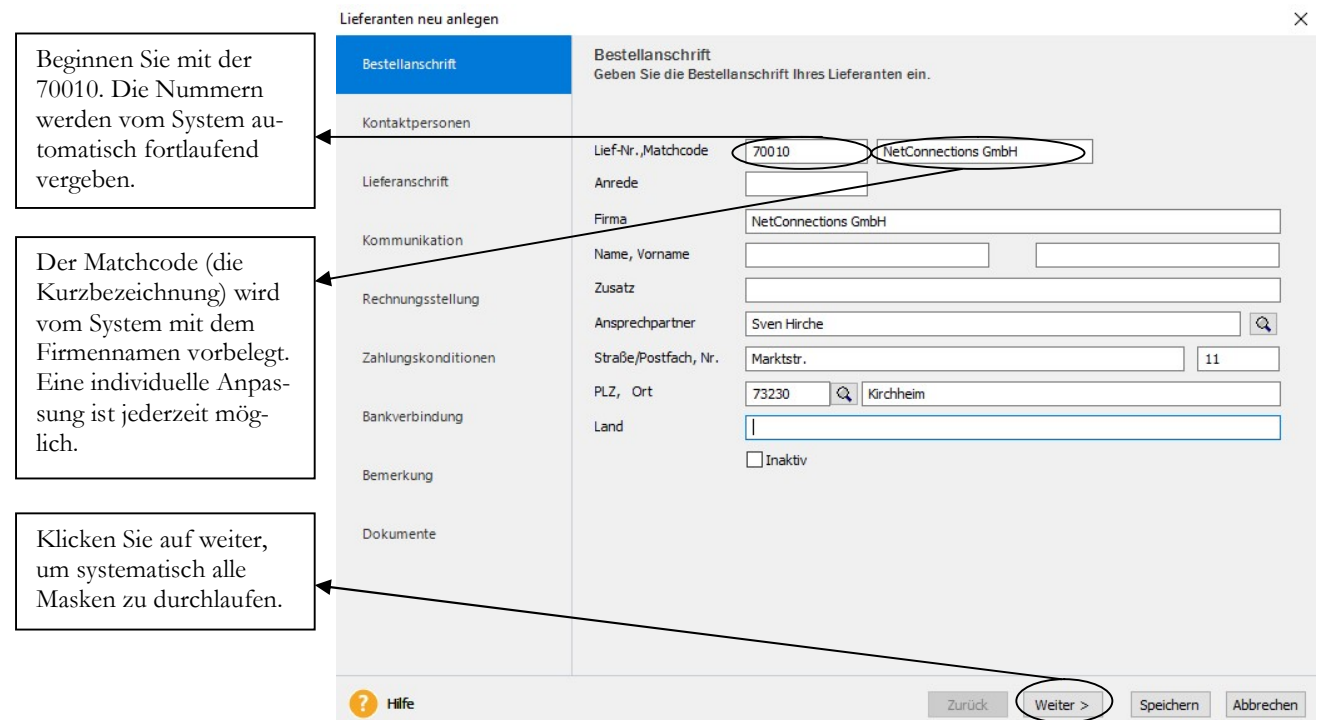 Lieferanten neu anlegen
Beginnen Sie mit der
70010. Die Nummern
werden vom System au-
tomatisch fortlaufend
vergeben.
Der Matchcode (die
Kurzbezeichnung) wird
vom System mit dem
Firmennamen vorbelegt.
Eine individuelle Anpas-
sung ist jederzeit mög-
lich.
Klicken Sie auf weiter,
um systematisch alle
Masken zu durchlaufen.
Bestellanschrift
Kontaktpersonen
Lieferanschrift
Kommunikation
Rechnungsstellung
Zahlungskonditionen
Bankverbindung
Bemerkung
Dokumente
Bestellanschrift
Geben Sie die Bestellanschrift Ihres Lieferanten ein.
Lief-Nr.,Matchcode 70010 NetConnections GmbH
Anrede
Firma NetConnections GmbH
Name, Vorname
Zusatz
Ansprechpartner Sven Hirche
Straße/Postfach, Nr. Marktstr. 11
PLZ, Ort 73230 Kirchheim
Land
Inaktiv
? Hilfe Zurück Weiter > Speichern Abbrechen